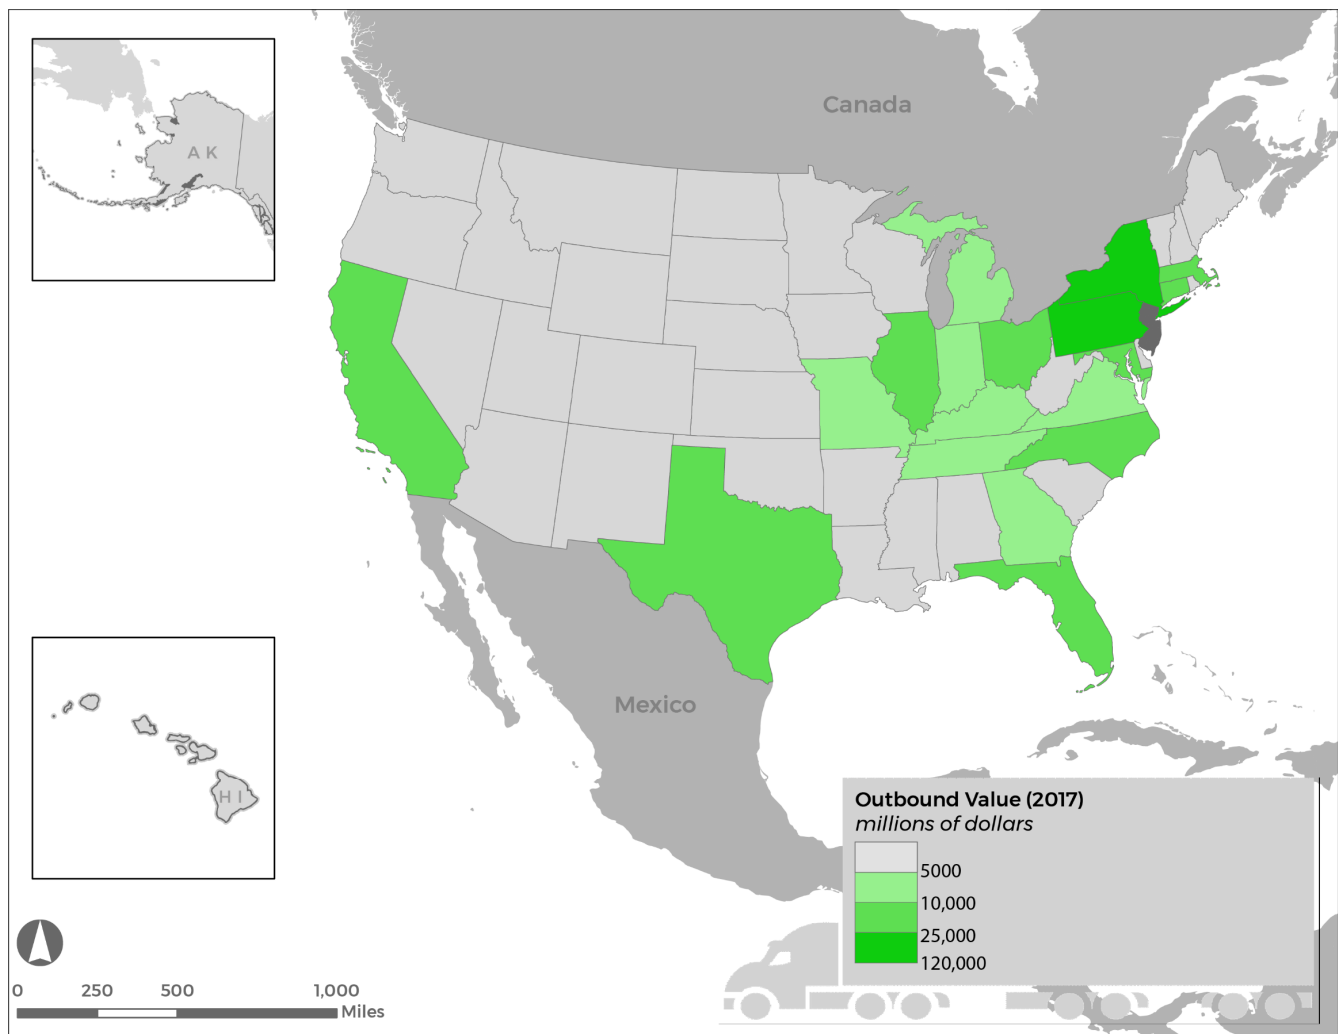 Canada
A K
Mexico
H I
Outbound Value (2017)
millions of dollars
5000
10,000
25,000
120,000
0 250 500 1,000
Miles